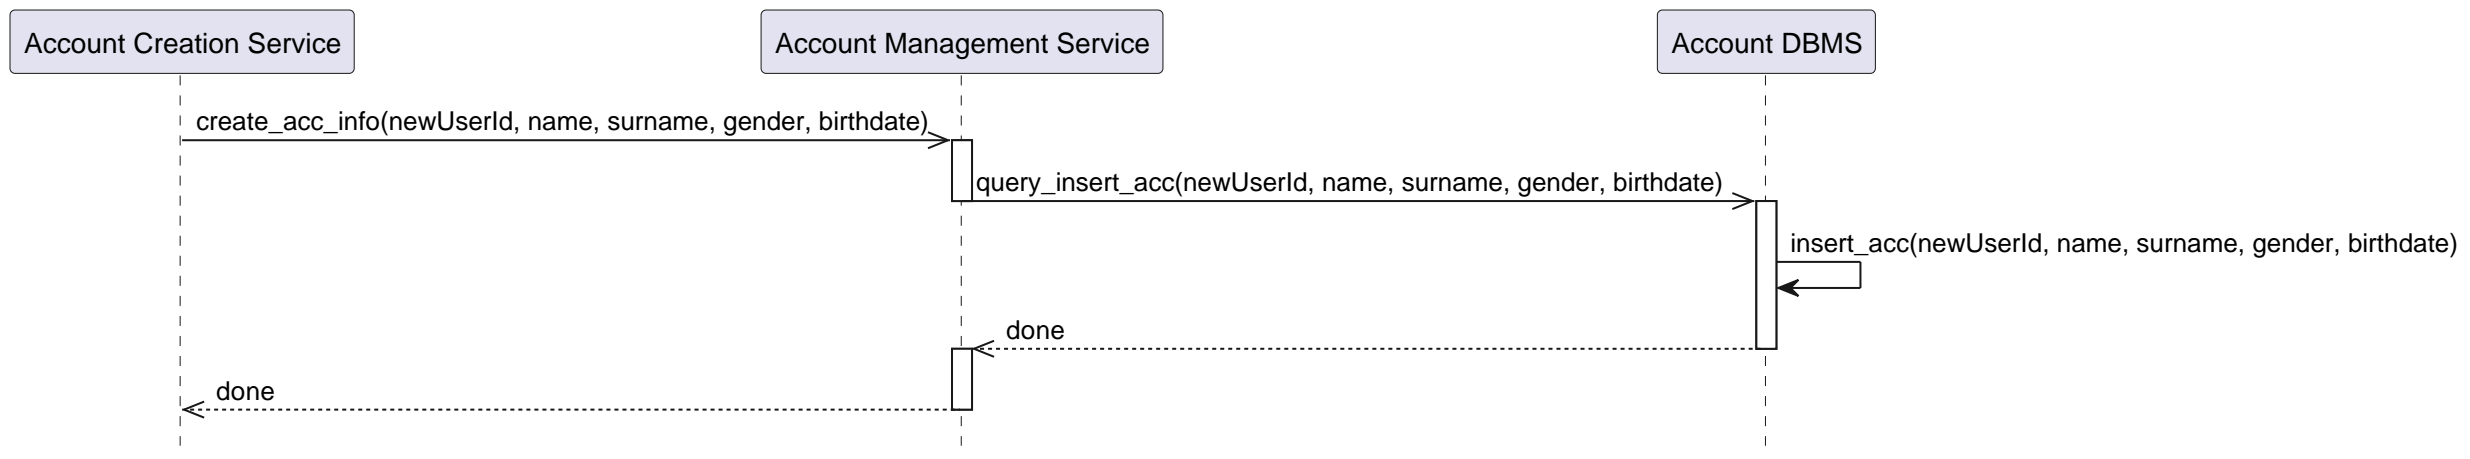 Account Creation Service
Account Management Service
Account DBMS
create_acc_info(newUserId, name, surname, gender, birthdate)
query_insert_acc(newUserId, name, surname, gender, birthdate)
insert_acc(newUserId, name, surname, gender, birthdate)
done
done